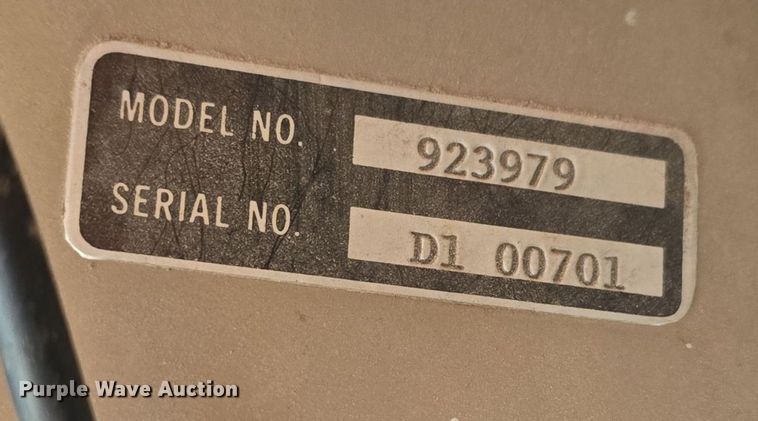 MODEL NO. 923979
SERIAL NO. D1 00701
Purple Wave Auction